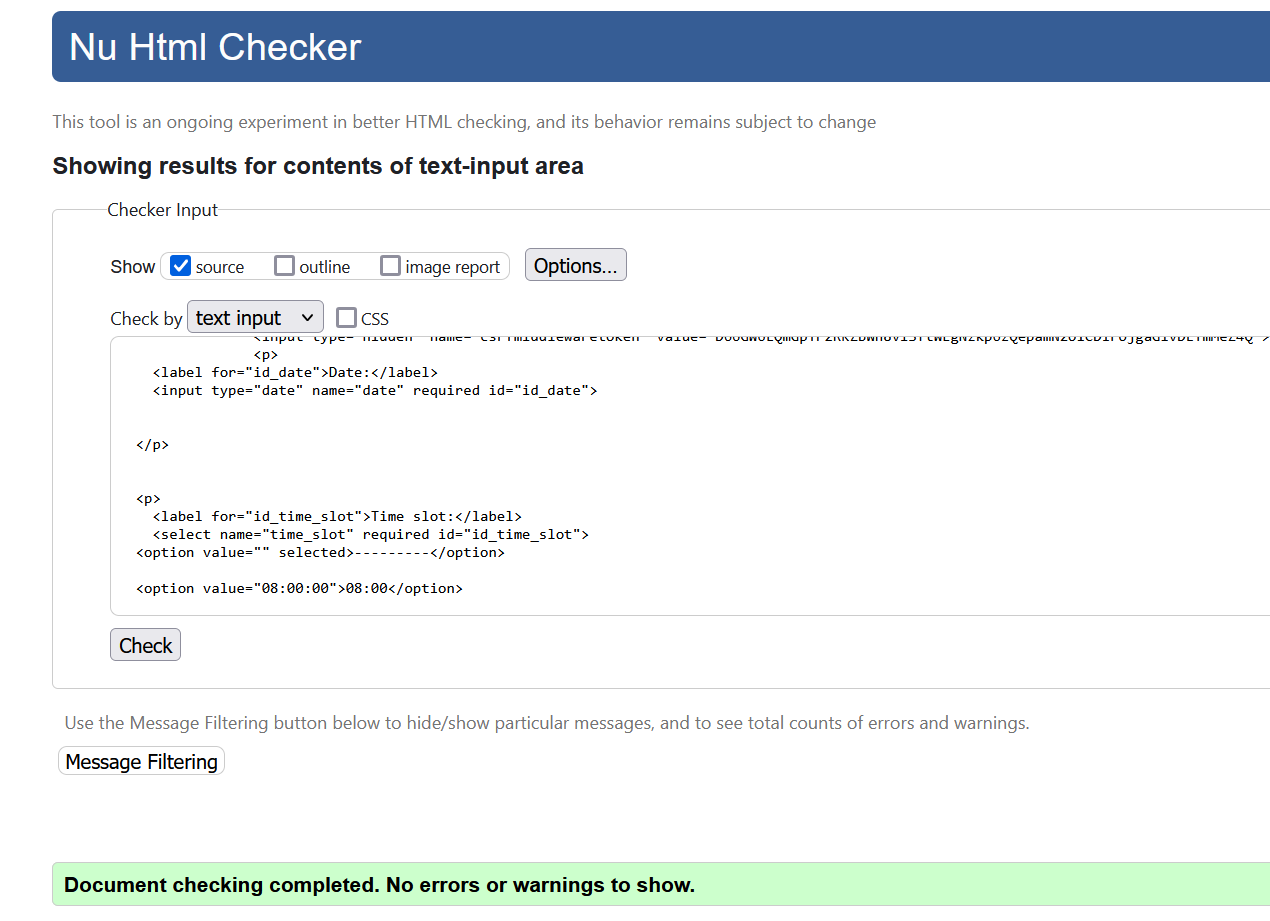 Nu Html Checker
This tool is an ongoing experiment in better HTML checking, and its behavior remains subject to change
Showing results for contents of text-input area
Checker Input
Show source outline image report Options...
Check by text input CSS
<p>
<label for="id_date">Date:</label>
<input type="date" name="date" required id="id_date">
</p>
<p>
<label for="id_time_slot">Time slot:</label>
<select name="time_slot" required id="id_time_slot">
<option value="" selected>---------</option>
<option value="08:00:00">08:00</option>
Check
Use the Message Filtering button below to hide/show particular messages, and to see total counts of errors and warnings.
Message Filtering
Document checking completed. No errors or warnings to show.